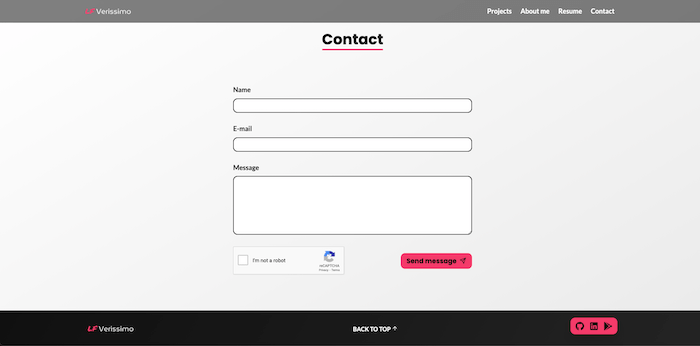 LF Verissimo
Projects About me Resume Contact
Contact
Name
E-mail
Message
I'm not a robot
reCAPTCHA
Privacy - Terms
Send message
LF Verissimo
BACK TO TOP ↑